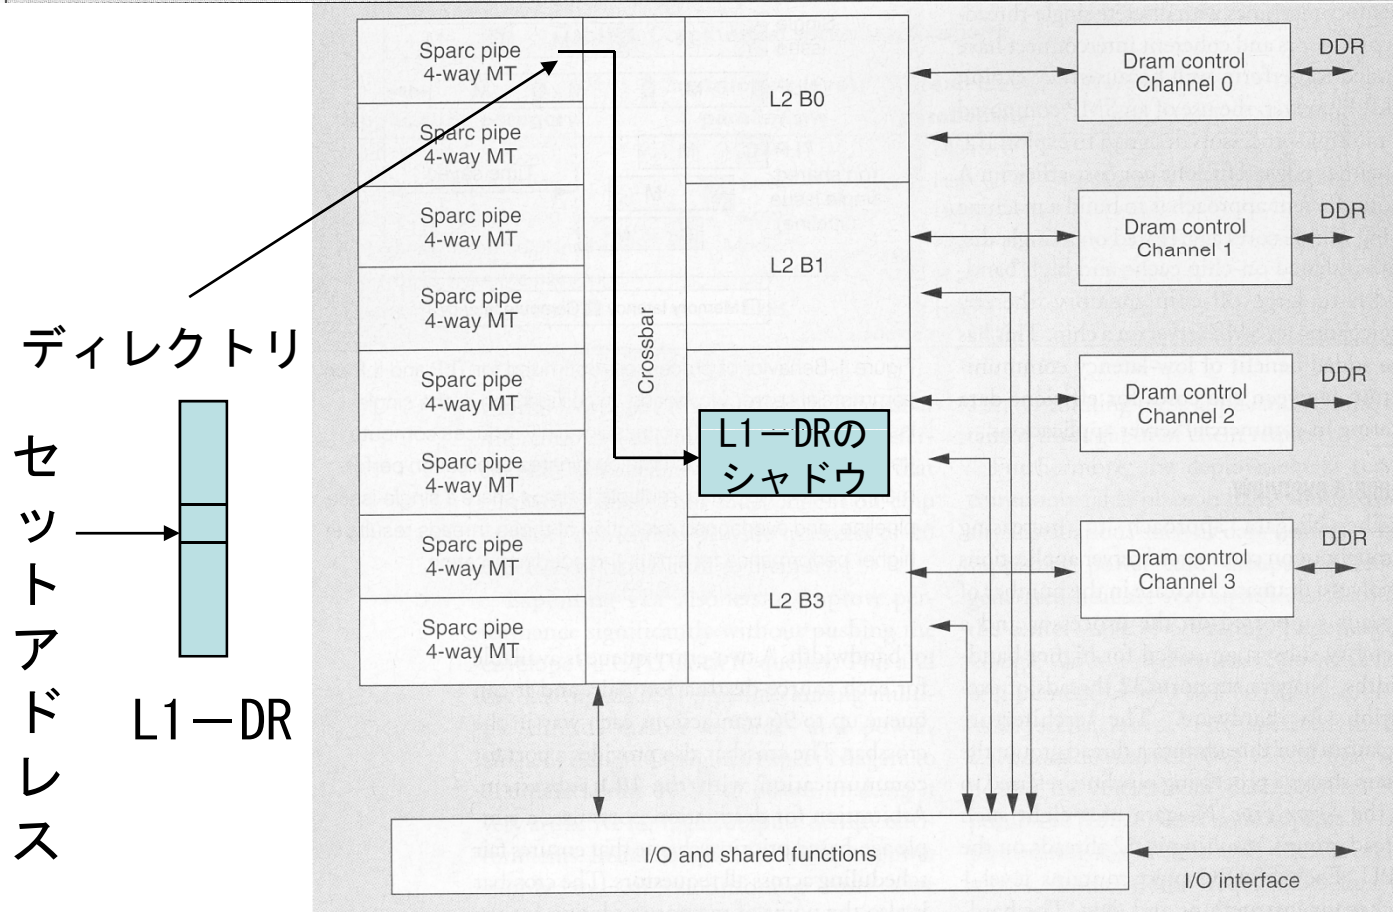 Sparc pipe
4-way MT
Sparc pipe
4-way MT
Sparc pipe
4-way MT
Sparc pipe
4-way MT
Sparc pipe
4-way MT
Sparc pipe
4-way MT
Sparc pipe
4-way MT
Sparc pipe
4-way MT
Crossbar
L2 B0
L2 B1
L1－DRの
シャドウ
L2 B3
Dram control
Channel 0
DDR
Dram control
Channel 1
DDR
Dram control
Channel 2
DDR
Dram control
Channel 3
DDR
I/O and shared functions
I/O interface
ディレクトリ
セットアドレス
L1－DR